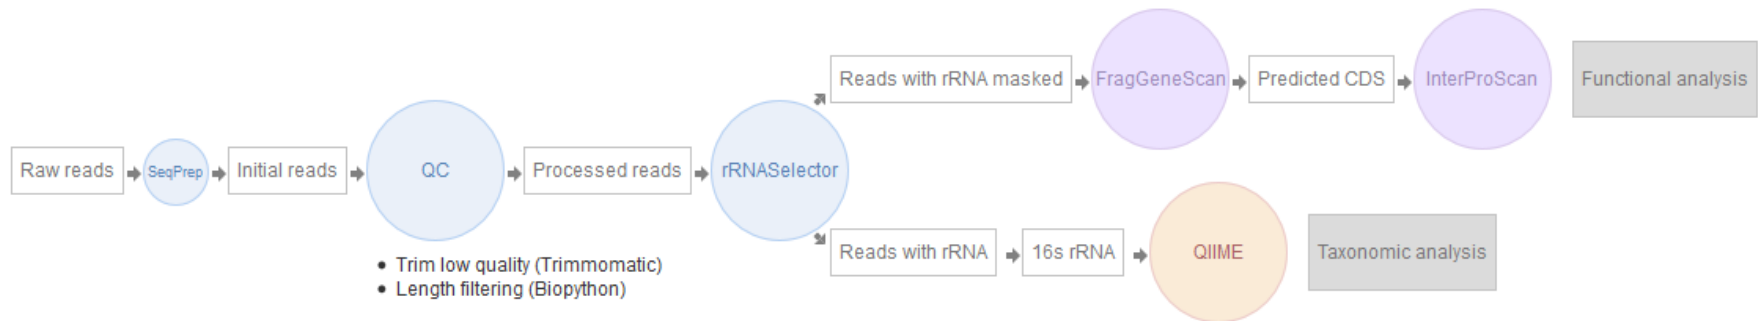 Raw reads
SeqPrep
Initial reads
QC
• Trim low quality (Trimmomatic)
• Length filtering (Biopython)
Processed reads
rRNASelector
Reads with rRNA masked
FragGeneScan
Predicted CDS
InterProScan
Functional analysis
Reads with rRNA
16s rRNA
QIIME
Taxonomic analysis